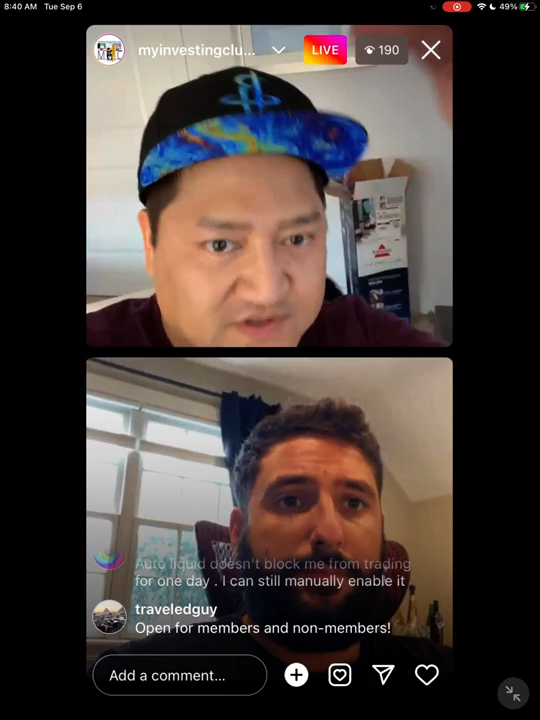 8:40 AM Tue Sep 6
49%
myinvestingclu...
LIVE
190
Auto liquid doesn't block me from trading
for one day . I can still manually enable it
traveledguy
Open for members and non-members!
Add a comment...